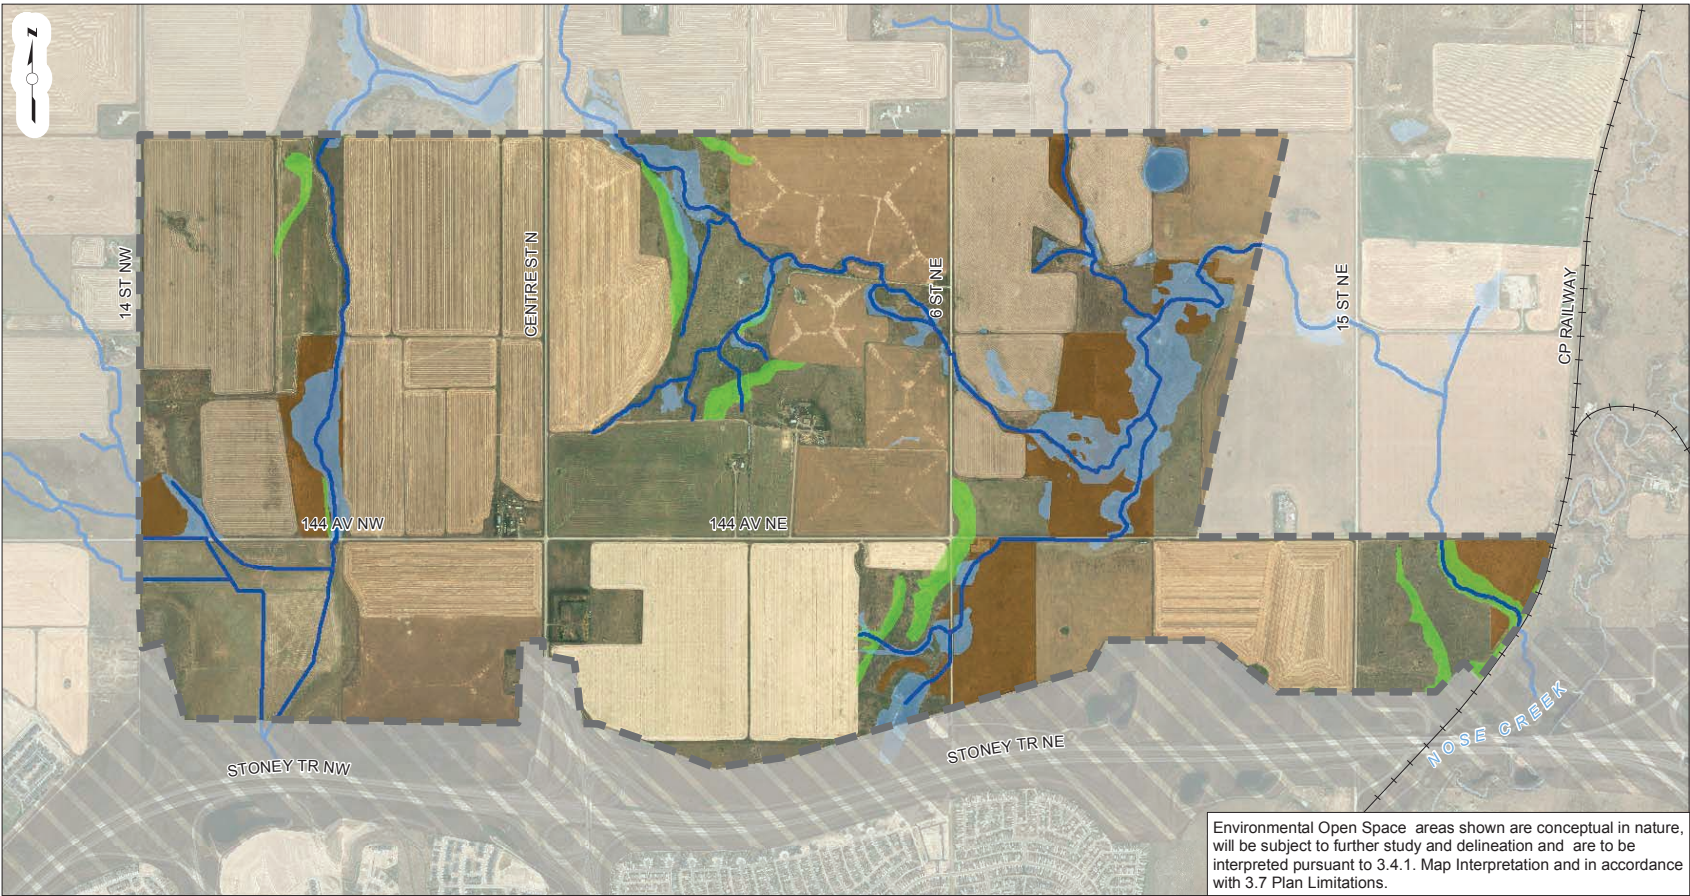 N
14 ST NW
CENTRE ST N
6 ST NE
15 ST NE
CP RAILWAY
144 AV NW
144 AV NE
STONEY TR NW
STONEY TR NE
NOSE CREEK
Environmental Open Space areas shown are conceptual in nature,
will be subject to further study and delineation and are to be
interpreted pursuant to 3.4.1. Map Interpretation and in accordance
with 3.7 Plan Limitations.